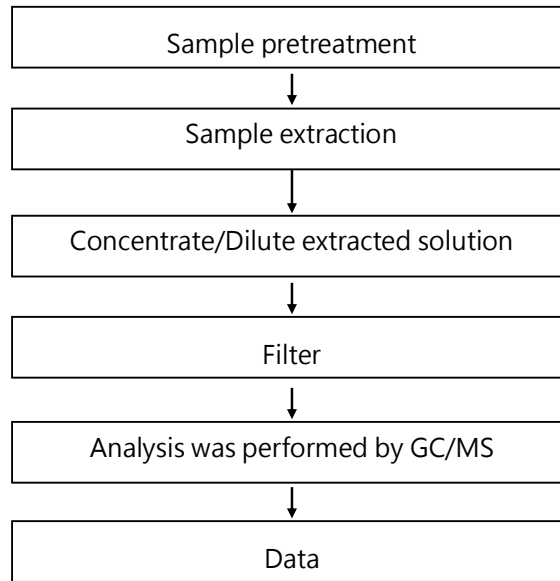 Sample pretreatment
Sample extraction
Concentrate/Dilute extracted solution
Filter
Analysis was performed by GC/MS
Data